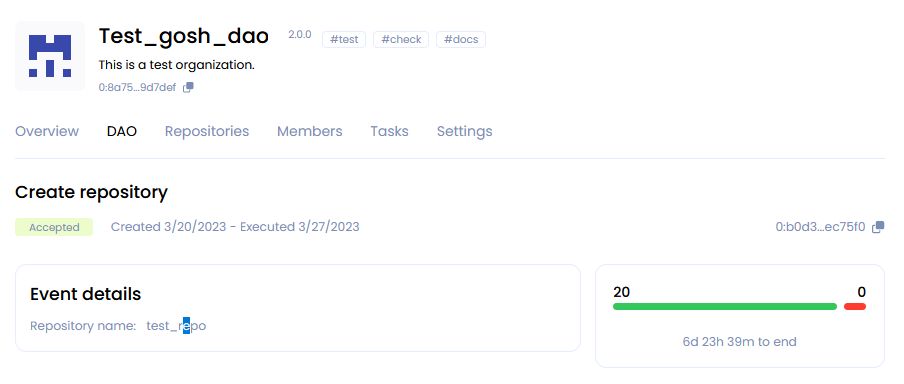 Test_gosh_dao 2.0.0 #test #check #docs
This is a test organization.
0:8a75...9d7def
Overview DAO Repositories Members Tasks Settings
Create repository
Accepted Created 3/20/2023 - Executed 3/27/2023 0:b0d3...ec75f0
Event details
Repository name: test_repo
20 0
6d 23h 39m to end